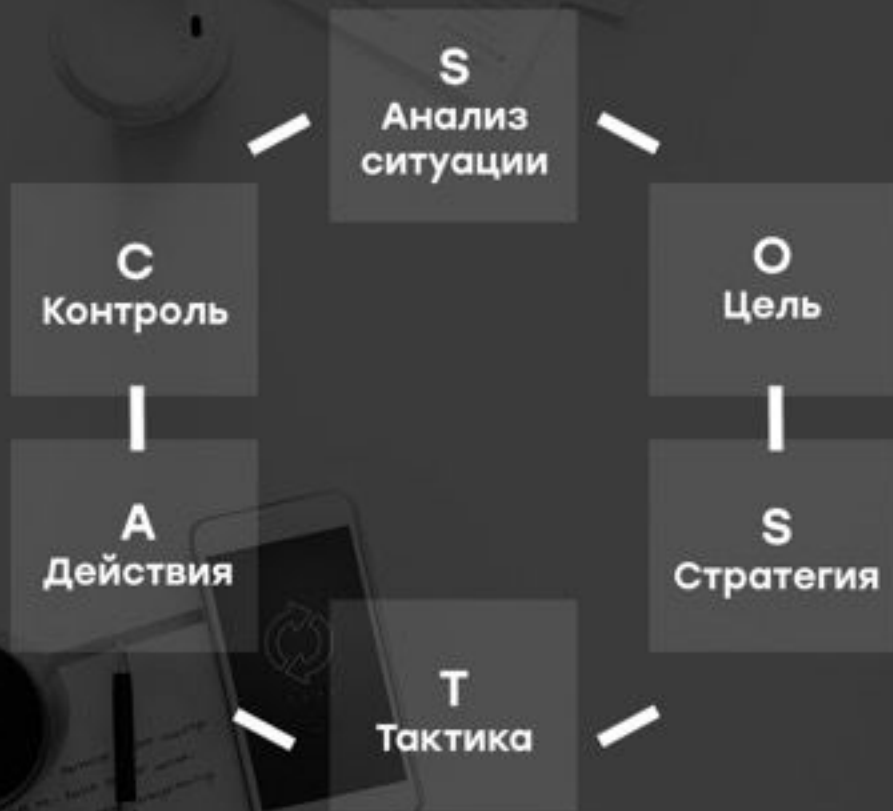 S
Анализ
ситуации
O
Цель
S
Стратегия
T
Тактика
A
Действия
C
Контроль